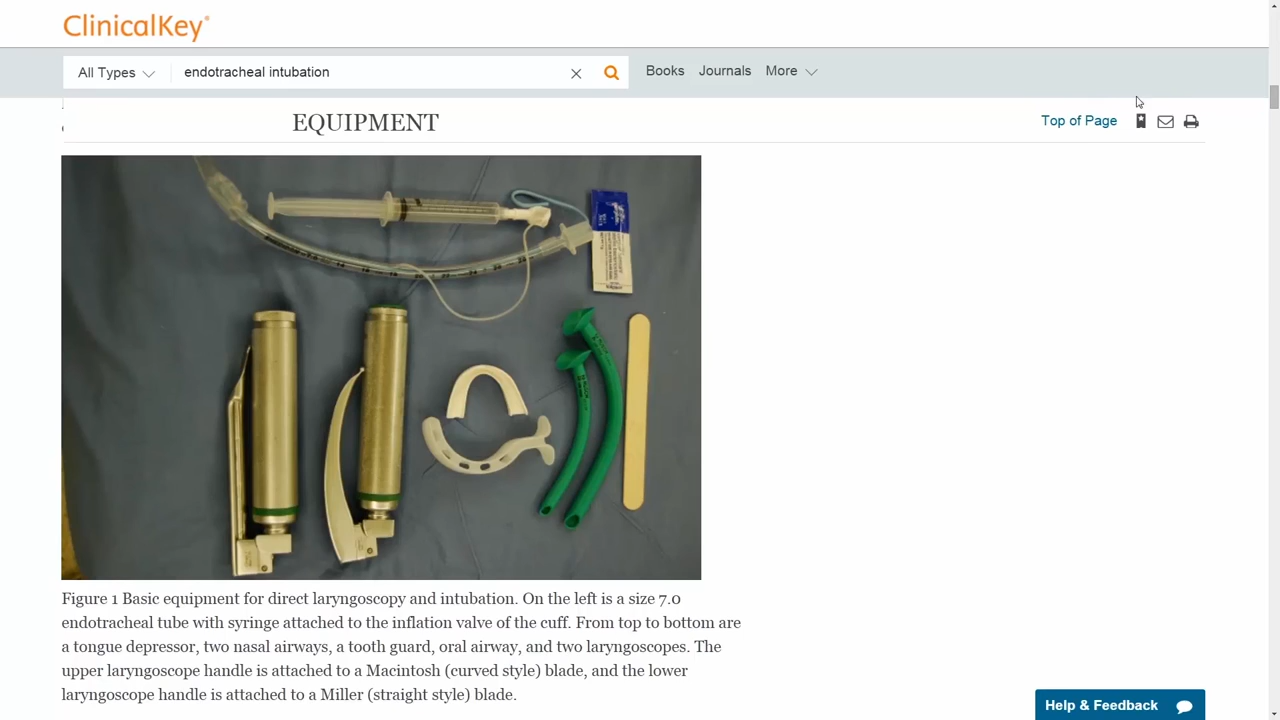 ClinicalKey®
All Types
endotracheal intubation
Books Journals More
EQUIPMENT
Top of Page
Figure 1 Basic equipment for direct laryngoscopy and intubation. On the left is a size 7.0
endotracheal tube with syringe attached to the inflation valve of the cuff. From top to bottom are
a tongue depressor, two nasal airways, a tooth guard, oral airway, and two laryngoscopes. The
upper laryngoscope handle is attached to a Macintosh (curved style) blade, and the lower
laryngoscope handle is attached to a Miller (straight style) blade.
Help & Feedback